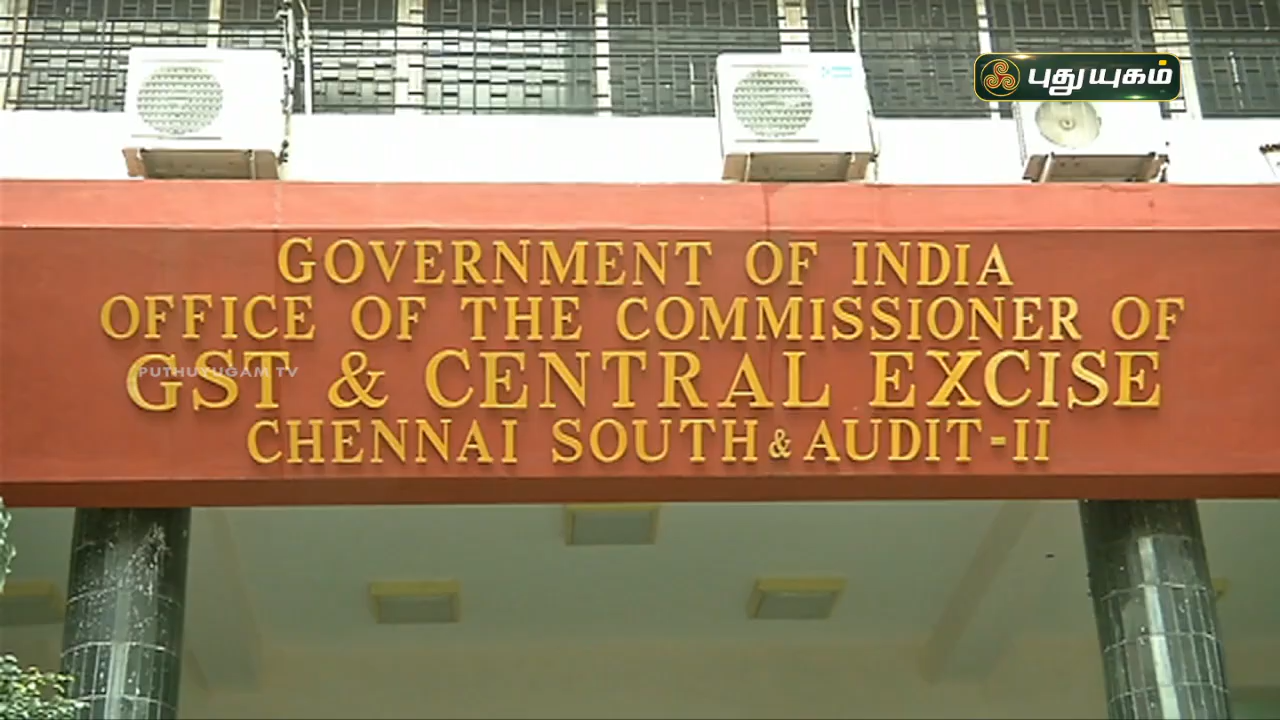 புதுயுகம்
GOVERNMENT OF INDIA
OFFICE OF THE COMMISSIONER OF
GST & CENTRAL EXCISE
PUTHUYUGAM TV
CHENNAI SOUTH & AUDIT-II